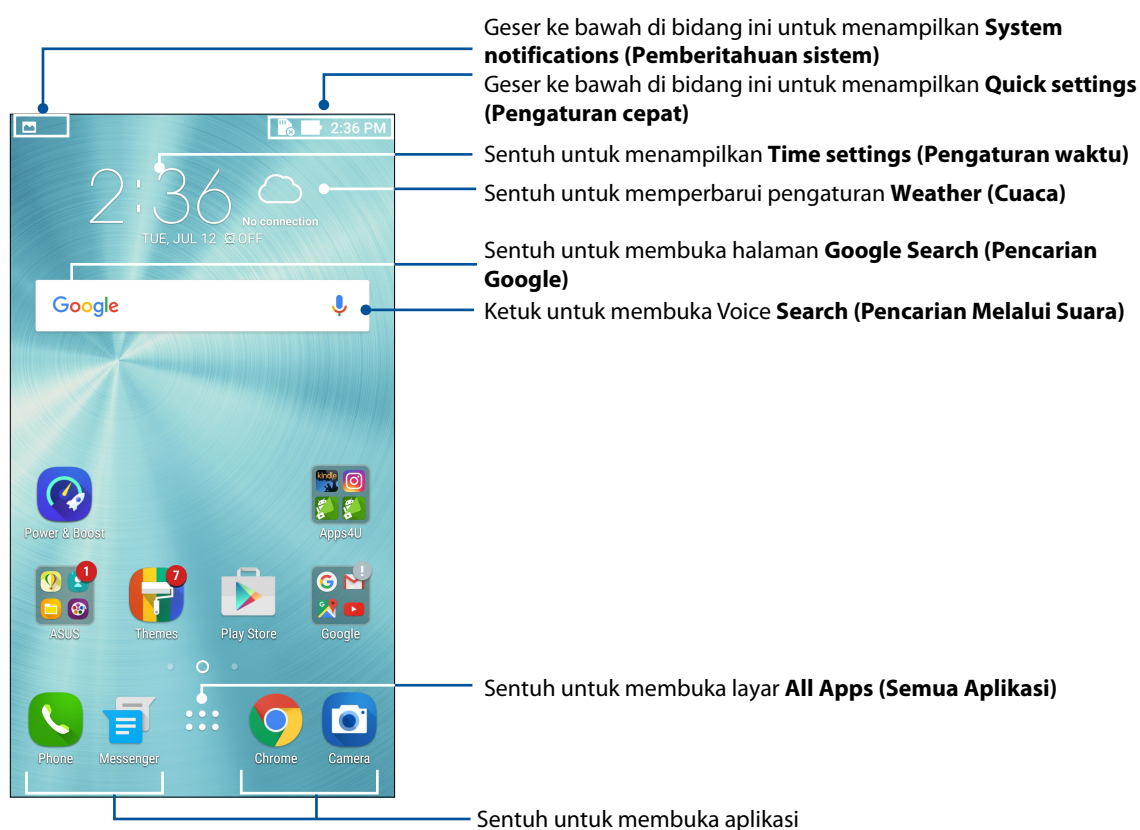 Geser ke bawah di bidang ini untuk menampilkan System
notifications (Pemberitahuan sistem)
Geser ke bawah di bidang ini untuk menampilkan Quick settings
(Pengaturan cepat)
2:36 PM
Sentuh untuk menampilkan Time settings (Pengaturan waktu)
2:36
Sentuh untuk memperbarui pengaturan Weather (Cuaca)
No connection
TUE, JUL 12 OFF
Sentuh untuk membuka halaman Google Search (Pencarian
Google)
Google
Ketuk untuk membuka Voice Search (Pencarian Melalui Suara)
kindle
Power & Boost
Apps4U
1
7
!
G
ASUS
Themes
Play Store
Google
Sentuh untuk membuka layar All Apps (Semua Aplikasi)
Phone
Messenger
Chrome
Camera
Sentuh untuk membuka aplikasi